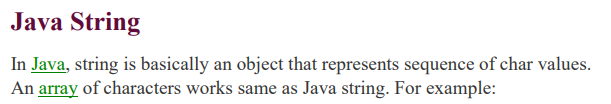 Java String
In Java, string is basically an object that represents sequence of char values.
An array of characters works same as Java string. For example: